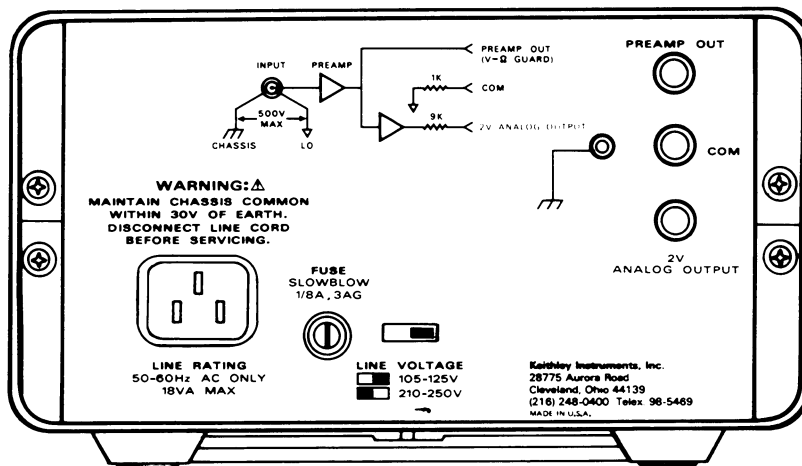 INPUT
PREAMP
PREAMP OUT
(V-Ω GUARD)
1K
COM
500V
MAX
CHASSIS
LO
9K
2V ANALOG OUTPUT
PREAMP OUT
COM
2V
ANALOG OUTPUT
WARNING:⚠
MAINTAIN CHASSIS COMMON
WITHIN 30V OF EARTH.
DISCONNECT LINE CORD
BEFORE SERVICING.
FUSE
SLOWBLOW
1/8A, 3AG
LINE RATING
50-60Hz AC ONLY
18VA MAX
LINE VOLTAGE
105-125V
210-250V
Keithley Instruments, Inc.
28775 Aurora Road
Cleveland, Ohio 44139
(216) 248-0400 Telex 98-5469
MADE IN U.S.A.